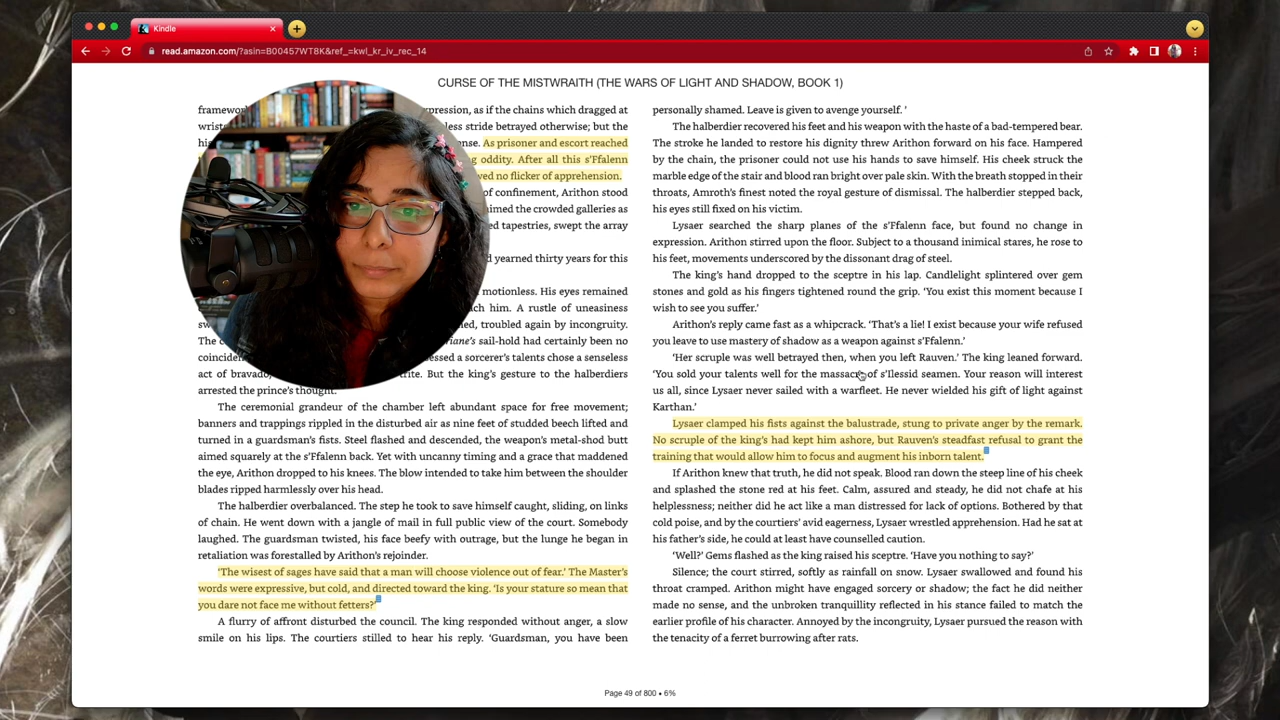 Kindle
read.amazon.com/?asin=B00457WT8K&ref_=kwl_kr_iv_rec_14
CURSE OF THE MISTWRAITH (THE WARS OF LIGHT AND SHADOW, BOOK 1)
as if the chains which dragged at
stride betrayed otherwise; but the
As prisoner and escort reached
oddity. After all this s'Ffalenn
no flicker of apprehension.
of confinement, Arithon stood
the crowded galleries as
tapestries, swept the array
yearned thirty years for this
motionless. His eyes remained
him. A rustle of uneasiness
troubled again by incongruity.
The sail-hold had certainly been no
a sorcerer's talents chose a senseless
act of But the king's gesture to the halberdiers
arrested the prince's thought.
The ceremonial grandeur of the chamber left abundant space for free movement;
banners and trappings rippled in the disturbed air as nine feet of studded beech lifted and
turned in a guardsman's fists. Steel flashed and descended, the weapon's metal-shod butt
aimed squarely at the s'Ffalenn back. Yet with uncanny timing and a grace that maddened
the eye, Arithon dropped to his knees. The blow intended to take him between the shoulder
blades ripped harmlessly over his head.
The halberdier overbalanced. The step he took to save himself caught, sliding, on links
of chain. He went down with a jangle of mail in full public view of the court. Somebody
laughed. The guardsman twisted, his face beefy with outrage, but the lunge he began in
retaliation was forestalled by Arithon's rejoinder.
'The wisest of sages have said that a man will choose violence out of fear.' The Master's
words were expressive, but cold, and directed toward the king. 'Is your stature so mean that
you dare not face me without fetters?'
A flurry of affront disturbed the council. The king responded without anger, a slow
smile on his lips. The courtiers stilled to hear his reply. 'Guardsman, you have been
personally shamed. Leave is given to avenge yourself. '
The halberdier recovered his feet and his weapon with the haste of a bad-tempered bear.
The stroke he landed to restore his dignity threw Arithon forward on his face. Hampered
by the chain, the prisoner could not use his hands to save himself. His cheek struck the
marble edge of the stair and blood ran bright over pale skin. With the breath stopped in their
throats, Amroth's finest noted the royal gesture of dismissal. The halberdier stepped back,
his eyes still fixed on his victim.
Lysaer searched the sharp planes of the s'Ffalenn face, but found no change in
expression. Arithon stirred upon the floor. Subject to a thousand inimical stares, he rose to
his feet, movements underscored by the dissonant drag of steel.
The king's hand dropped to the sceptre in his lap. Candlelight splintered over gem
stones and gold as his fingers tightened round the grip. 'You exist this moment because I
wish to see you suffer.'
Arithon's reply came fast as a whipcrack. 'That's a lie! I exist because your wife refused
you leave to use mastery of shadow as a weapon against s'Ffalenn.'
'Her scruple was well betrayed then, when you left Rauven.' The king leaned forward.
'You sold your talents well for the massacre of s'Ilessid seamen. Your reason will interest
us all, since Lysaer never sailed with a warfleet. He never wielded his gift of light against
Karthan.'
Lysaer clamped his fists against the balustrade, stung to private anger by the remark.
No scruple of the king's had kept him ashore, but Rauven's steadfast refusal to grant the
training that would allow him to focus and augment his inborn talent.
If Arithon knew that truth, he did not speak. Blood ran down the steep line of his cheek
and splashed the stone red at his feet. Calm, assured and steady, he did not chafe at his
helplessness; neither did he act like a man distressed for lack of options. Bothered by that
cold poise, and by the courtiers' avid eagerness, Lysaer wrestled apprehension. Had he sat at
his father's side, he could at least have counselled caution.
'Well?' Gems flashed as the king raised his sceptre. 'Have you nothing to say?'
Silence; the court stirred, softly as rainfall on snow. Lysaer swallowed and found his
throat cramped. Arithon might have engaged sorcery or shadow; the fact he did neither
made no sense, and the unbroken tranquillity reflected in his stance failed to match the
earlier profile of his character. Annoyed by the incongruity, Lysaer pursued the reason with
the tenacity of a ferret burrowing after rats.
Page 49 of 800 • 6%